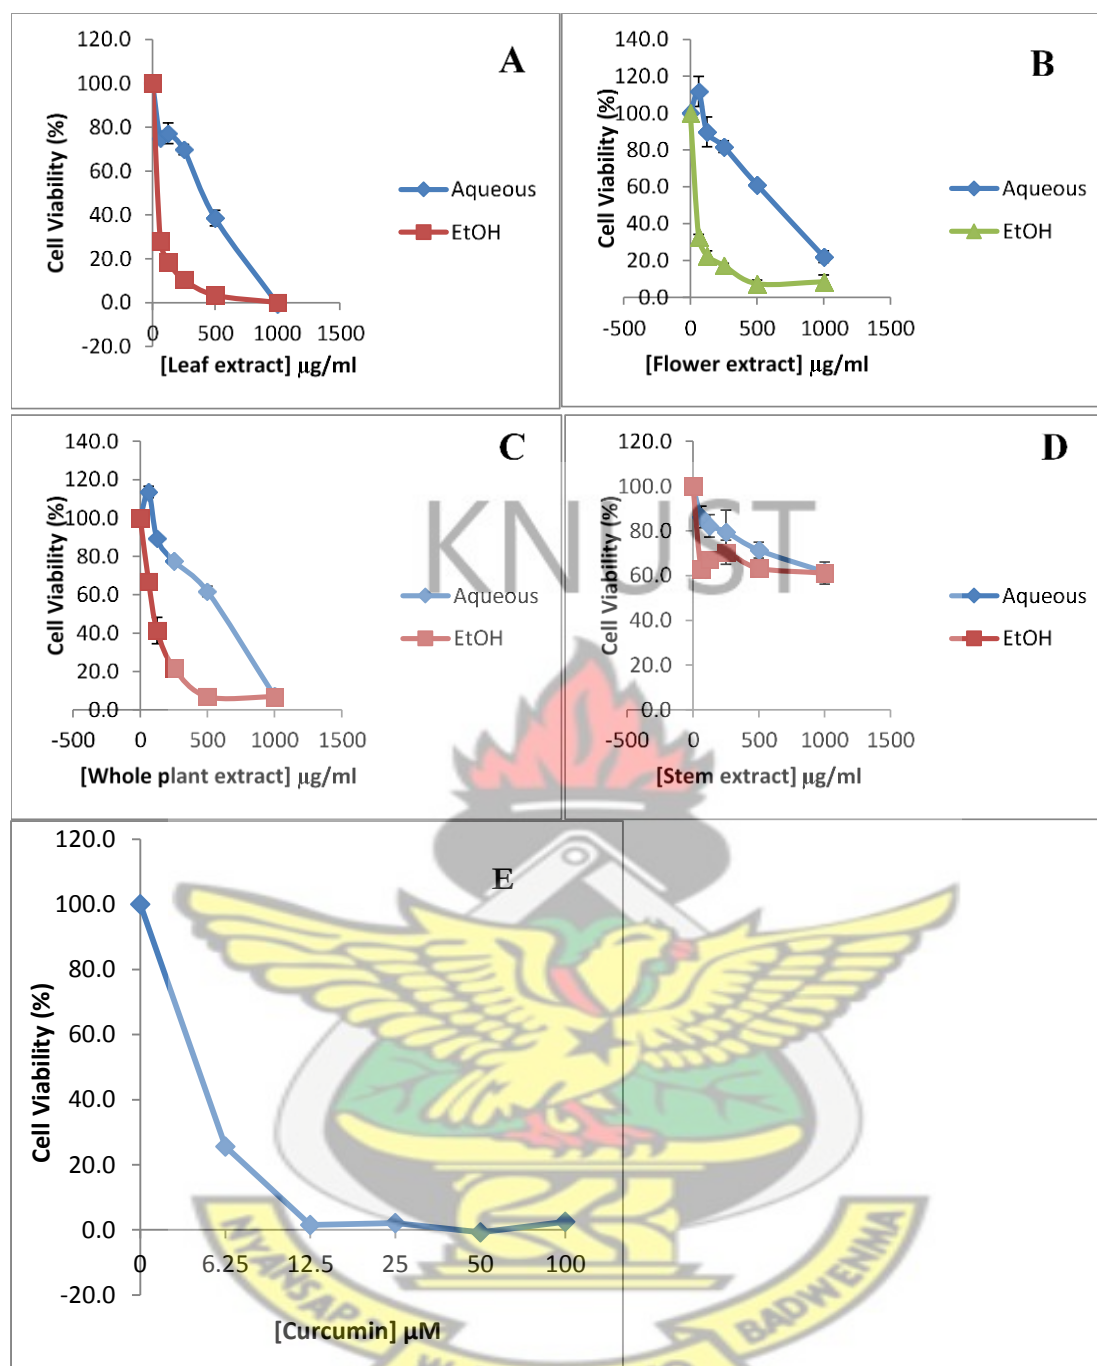 A
120.0
100.0
80.0
60.0
40.0
20.0
0.0
-20.0
0 500 1000 1500
Cell Viability (%)
[Leaf extract] µg/ml
Aqueous
EtOH
B
140.0
120.0
100.0
80.0
60.0
40.0
20.0
0.0
-500 0 500 1000 1500
Cell Viability (%)
[Flower extract] µg/ml
Aqueous
EtOH
C
140.0
120.0
100.0
80.0
60.0
40.0
20.0
0.0
-500 0 500 1000 1500
Cell Viability (%)
[Whole plant extract] µg/ml
Aqueous
EtOH
D
120.0
100.0
80.0
60.0
40.0
20.0
0.0
-500 0 500 1000 1500
Cell Viability (%)
[Stem extract] µg/ml
Aqueous
EtOH
KNUST
E
120.0
100.0
80.0
60.0
40.0
20.0
0.0
-20.0
0 6.25 12.5 25 50 100
Cell Viability (%)
[Curcumin] µM
BADWENMA